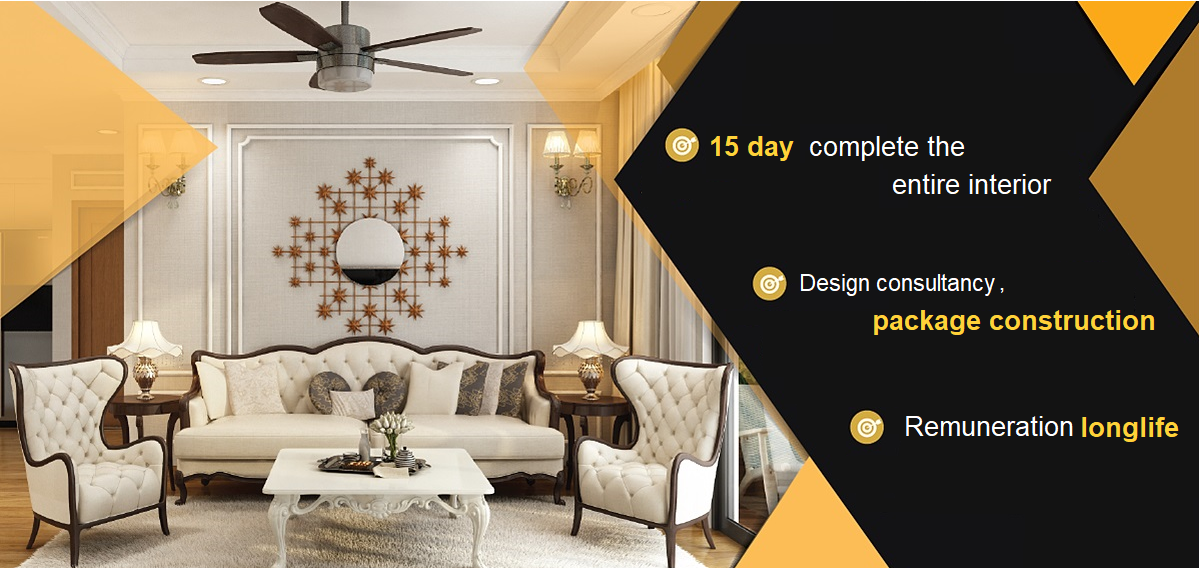 15 day complete the
entire interior
Design consultancy,
package construction
Remuneration longlife